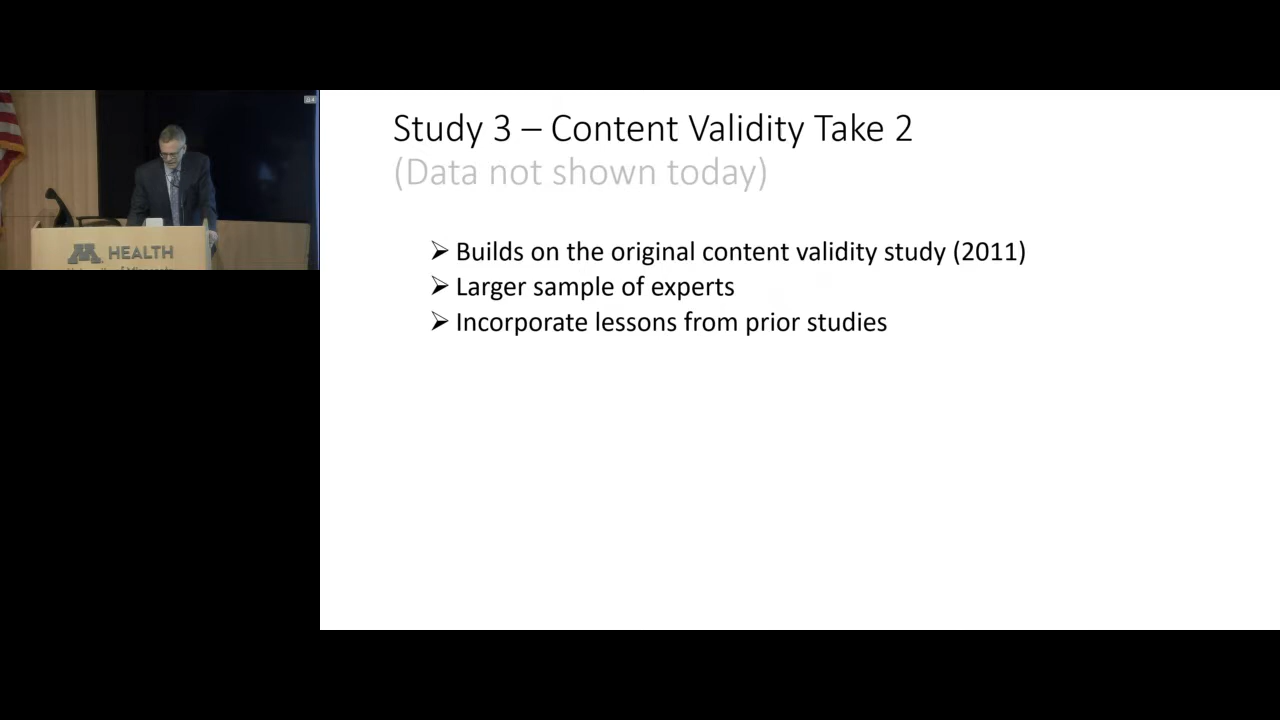 Study 3 – Content Validity Take 2
(Data not shown today)
➢ Builds on the original content validity study (2011)
➢ Larger sample of experts
➢ Incorporate lessons from prior studies
M HEALTH